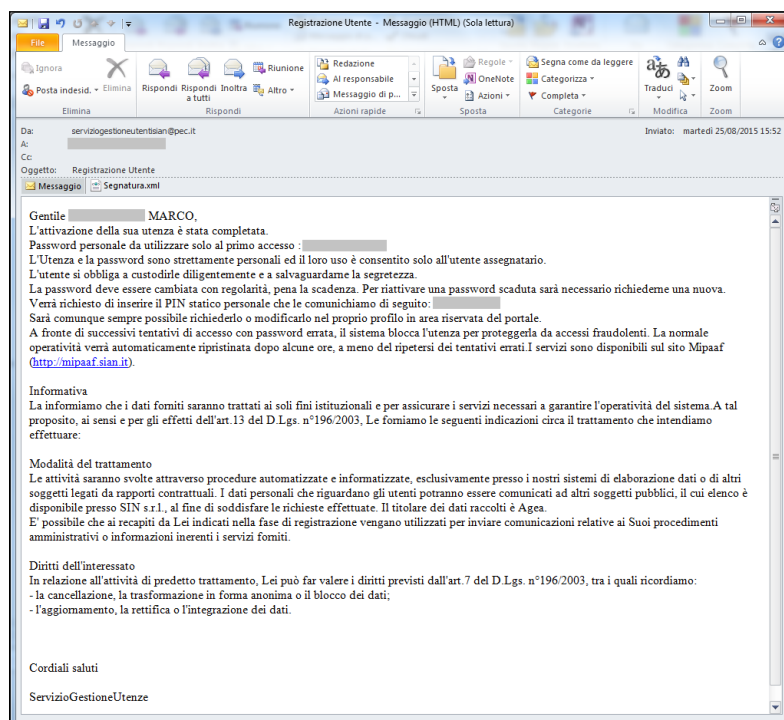 Registrazione Utente - Messaggio (HTML) (Sola lettura)
File Messaggio
Ignora
Posta indesid.
Elimina
Rispondi
Rispondi a tutti
Inoltra
Riunione
Altro
Redazione
Al responsabile
Messaggio di p...
Sposta
Regole
OneNote
Azioni
Segna come da leggere
Categorizza
Completa
Traduci
Zoom
Elimina Rispondi Azioni rapide Sposta Categorie Modifica Zoom
Da: serviziogestioneutentisian@pec.it Inviato: martedì 25/08/2015 15:52
A:
Cc:
Oggetto: Registrazione Utente
Messaggio Segnatura.xml
Gentile MARCO,
L'attivazione della sua utenza è stata completata.
Password personale da utilizzare solo al primo accesso :
L'Utenza e la password sono strettamente personali ed il loro uso è consentito solo all'utente assegnatario.
L'utente si obbliga a custodirle diligentemente e a salvaguardarne la segretezza.
La password deve essere cambiata con regolarità, pena la scadenza. Per riattivare una password scaduta sarà necessario richiederne una nuova.
Verrà richiesto di inserire il PIN statico personale che le comunichiamo di seguito:
Sarà comunque sempre possibile richiederlo o modificarlo nel proprio profilo in area riservata del portale.
A fronte di successivi tentativi di accesso con password errata, il sistema blocca l'utenza per proteggerla da accessi fraudolenti. La normale
operatività verrà automaticamente ripristinata dopo alcune ore, a meno del ripetersi dei tentativi errati.I servizi sono disponibili sul sito Mipaaf
(http://mipaaf.sian.it).
Informativa
La informiamo che i dati forniti saranno trattati ai soli fini istituzionali e per assicurare i servizi necessari a garantire l'operatività del sistema.A tal
proposito, ai sensi e per gli effetti dell'art.13 del D.Lgs. n°196/2003, Le forniamo le seguenti indicazioni circa il trattamento che intendiamo
effettuare:
Modalità del trattamento
Le attività saranno svolte attraverso procedure automatizzate e informatizzate, esclusivamente presso i nostri sistemi di elaborazione dati o di altri
soggetti legati da rapporti contrattuali. I dati personali che riguardano gli utenti potranno essere comunicati ad altri soggetti pubblici, il cui elenco è
disponibile presso SIN s.r.l., al fine di soddisfare le richieste effettuate. Il titolare dei dati raccolti è Agea.
E' possibile che ai recapiti da Lei indicati nella fase di registrazione vengano utilizzati per inviare comunicazioni relative ai Suoi procedimenti
amministrativi o informazioni inerenti i servizi forniti.
Diritti dell'interessato
In relazione all'attività di predetto trattamento, Lei può far valere i diritti previsti dall'art.7 del D.Lgs. n°196/2003, tra i quali ricordiamo:
- la cancellazione, la trasformazione in forma anonima o il blocco dei dati;
- l'aggiornamento, la rettifica o l'integrazione dei dati.
Cordiali saluti
ServizioGestioneUtenze